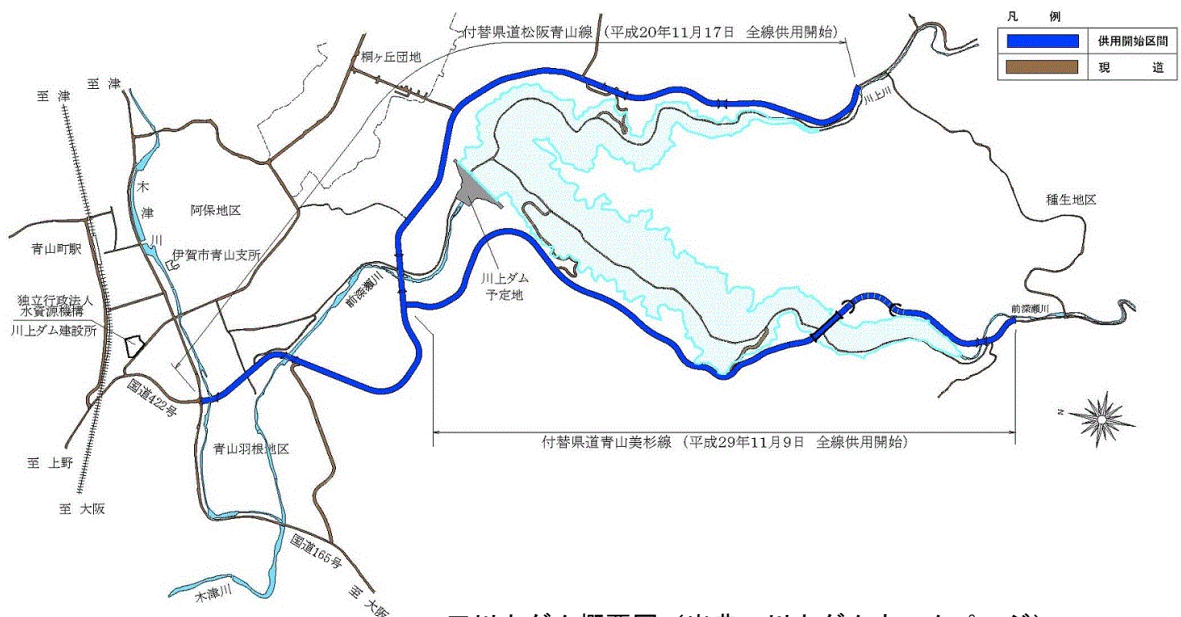 凡 例
供用開始区間
現 道
付替県道松阪青山線 (平成20年11月17日 全線供用開始)
桐ヶ丘団地
至 津
至 津
川上川
木津川
阿保地区
種生地区
青山町駅
伊賀市青山支所
川上ダム
予定地
前深瀬川
独立行政法人
水資源機構
川上ダム建設所
前深瀬川
国道422号
N
付替県道青山美杉線 (平成29年11月9日 全線供用開始)
青山羽根地区
至 上野
至 大阪
国道165号
木津川
至 大阪